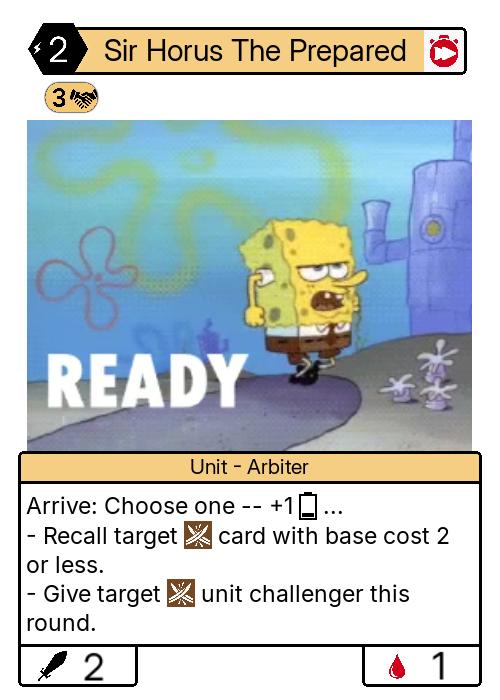 2 Sir Horus The Prepared
3
READY
Unit - Arbiter
Arrive: Choose one -- +1 ...
- Recall target card with base cost 2
or less.
- Give target unit challenger this
round.
2 1